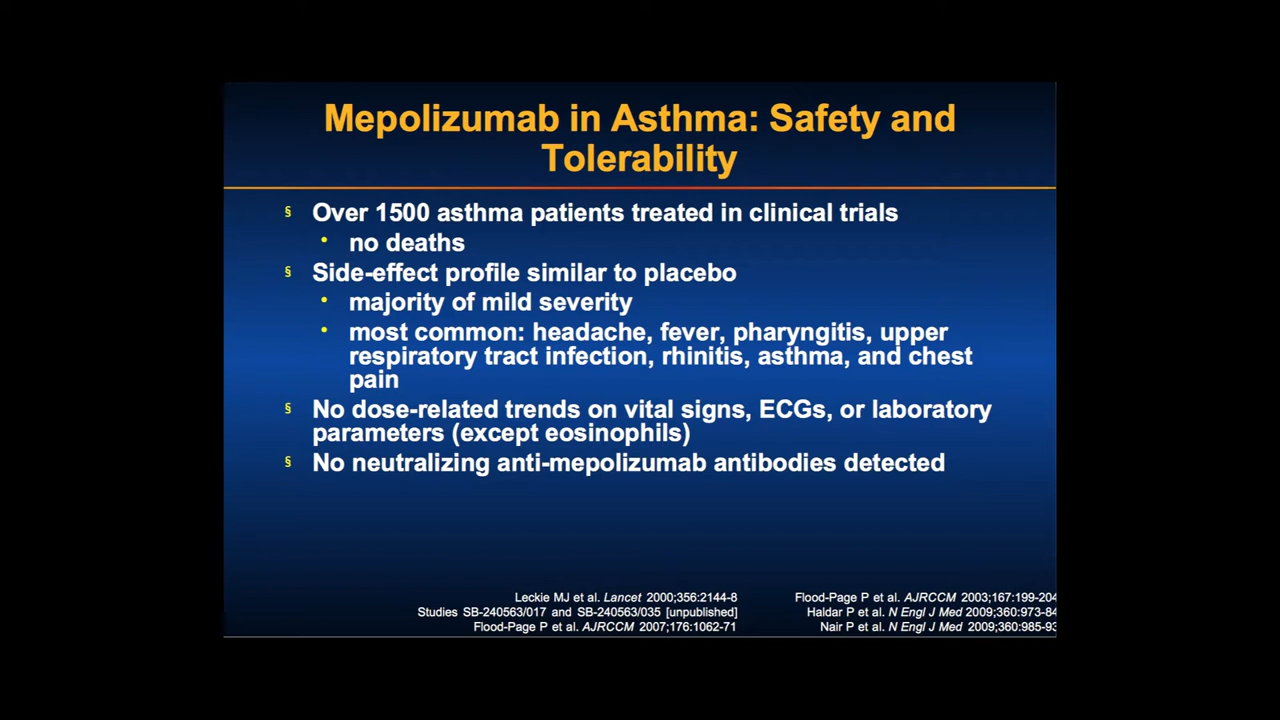 Mepolizumab in Asthma: Safety and
Tolerability
§ Over 1500 asthma patients treated in clinical trials
• no deaths
§ Side-effect profile similar to placebo
• majority of mild severity
• most common: headache, fever, pharyngitis, upper
respiratory tract infection, rhinitis, asthma, and chest
pain
§ No dose-related trends on vital signs, ECGs, or laboratory
parameters (except eosinophils)
§ No neutralizing anti-mepolizumab antibodies detected
Leckie MJ et al. Lancet 2000;356:2144-8
Studies SB-240563/017 and SB-240563/035 [unpublished]
Flood-Page P et al. AJRCCM 2007;176:1062-71
Flood-Page P et al. AJRCCM 2003;167:199-204
Haldar P et al. N Engl J Med 2009;360:973-84
Nair P et al. N Engl J Med 2009;360:985-93